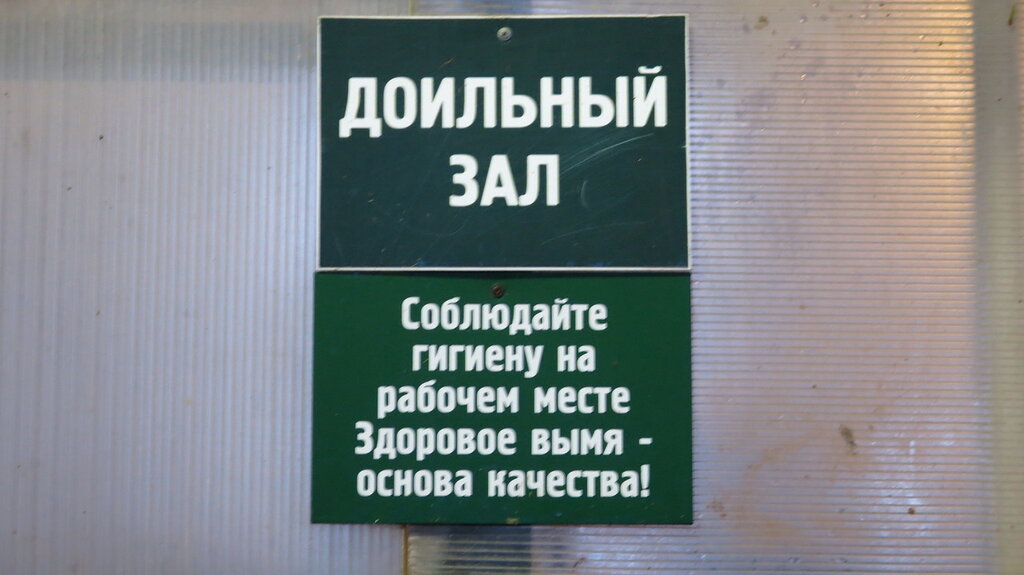 ДОИЛЬНЫЙ
ЗАЛ
Соблюдайте
гигиену на
рабочем месте
Здоровое вымя -
основа качества!